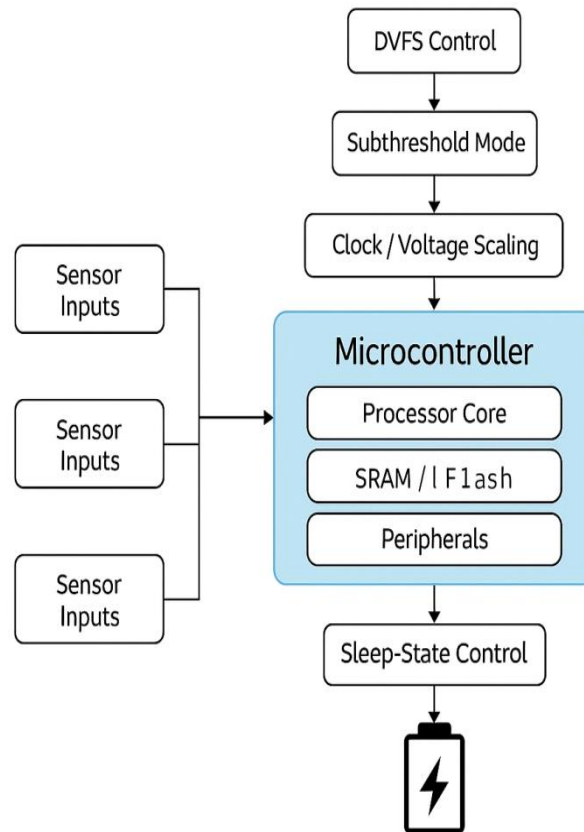 DVFS Control
Subthreshold Mode
Clock / Voltage Scaling
Sensor
Inputs
Sensor
Inputs
Sensor
Inputs
Microcontroller
Processor Core
SRAM / l F1ash
Peripherals
Sleep-State Control